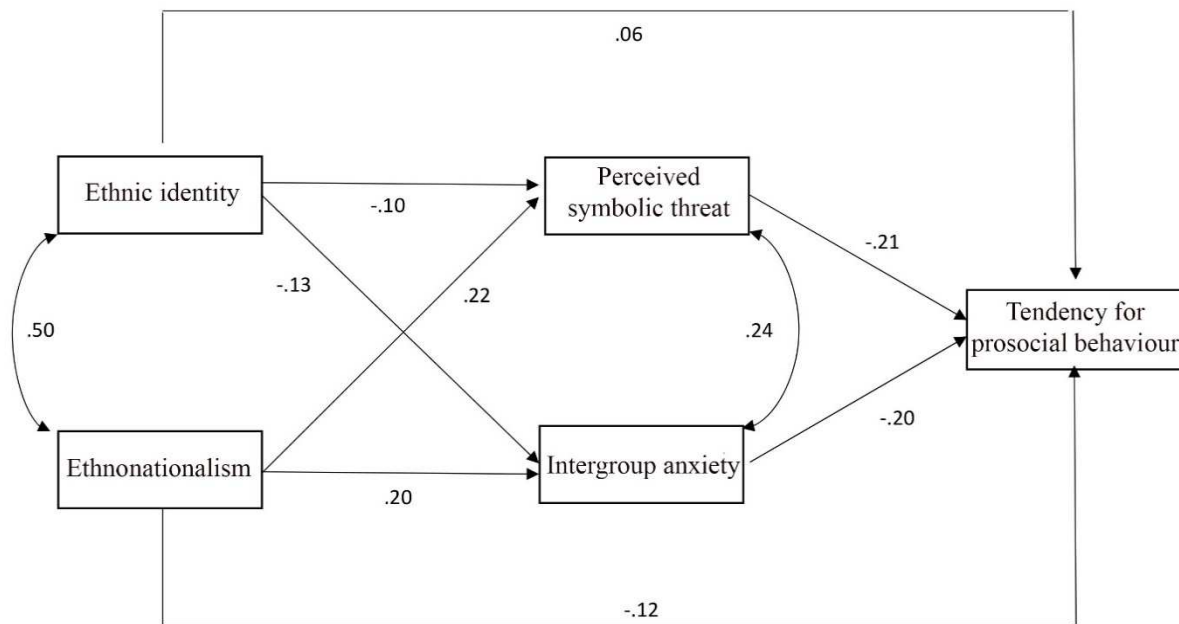 .06
Ethnic identity
Perceived
symbolic threat
-.10
-.21
-.13
.22
.50
.24
Tendency for
prosocial behaviour
-.20
Ethnonationalism
Intergroup anxiety
.20
-.12